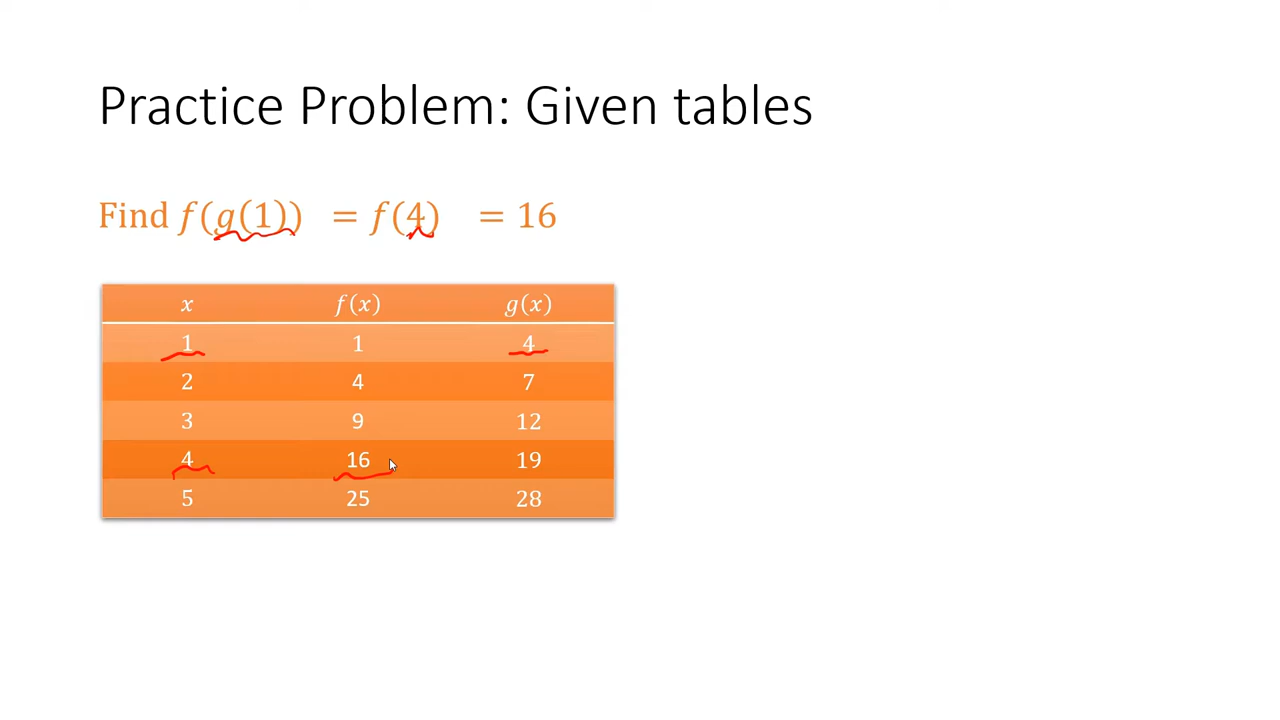 Practice Problem: Given tables
Find f(g(1)) = f(4) = 16
x f(x) g(x)
1 1 4
2 4 7
3 9 12
4 16 19
5 25 28